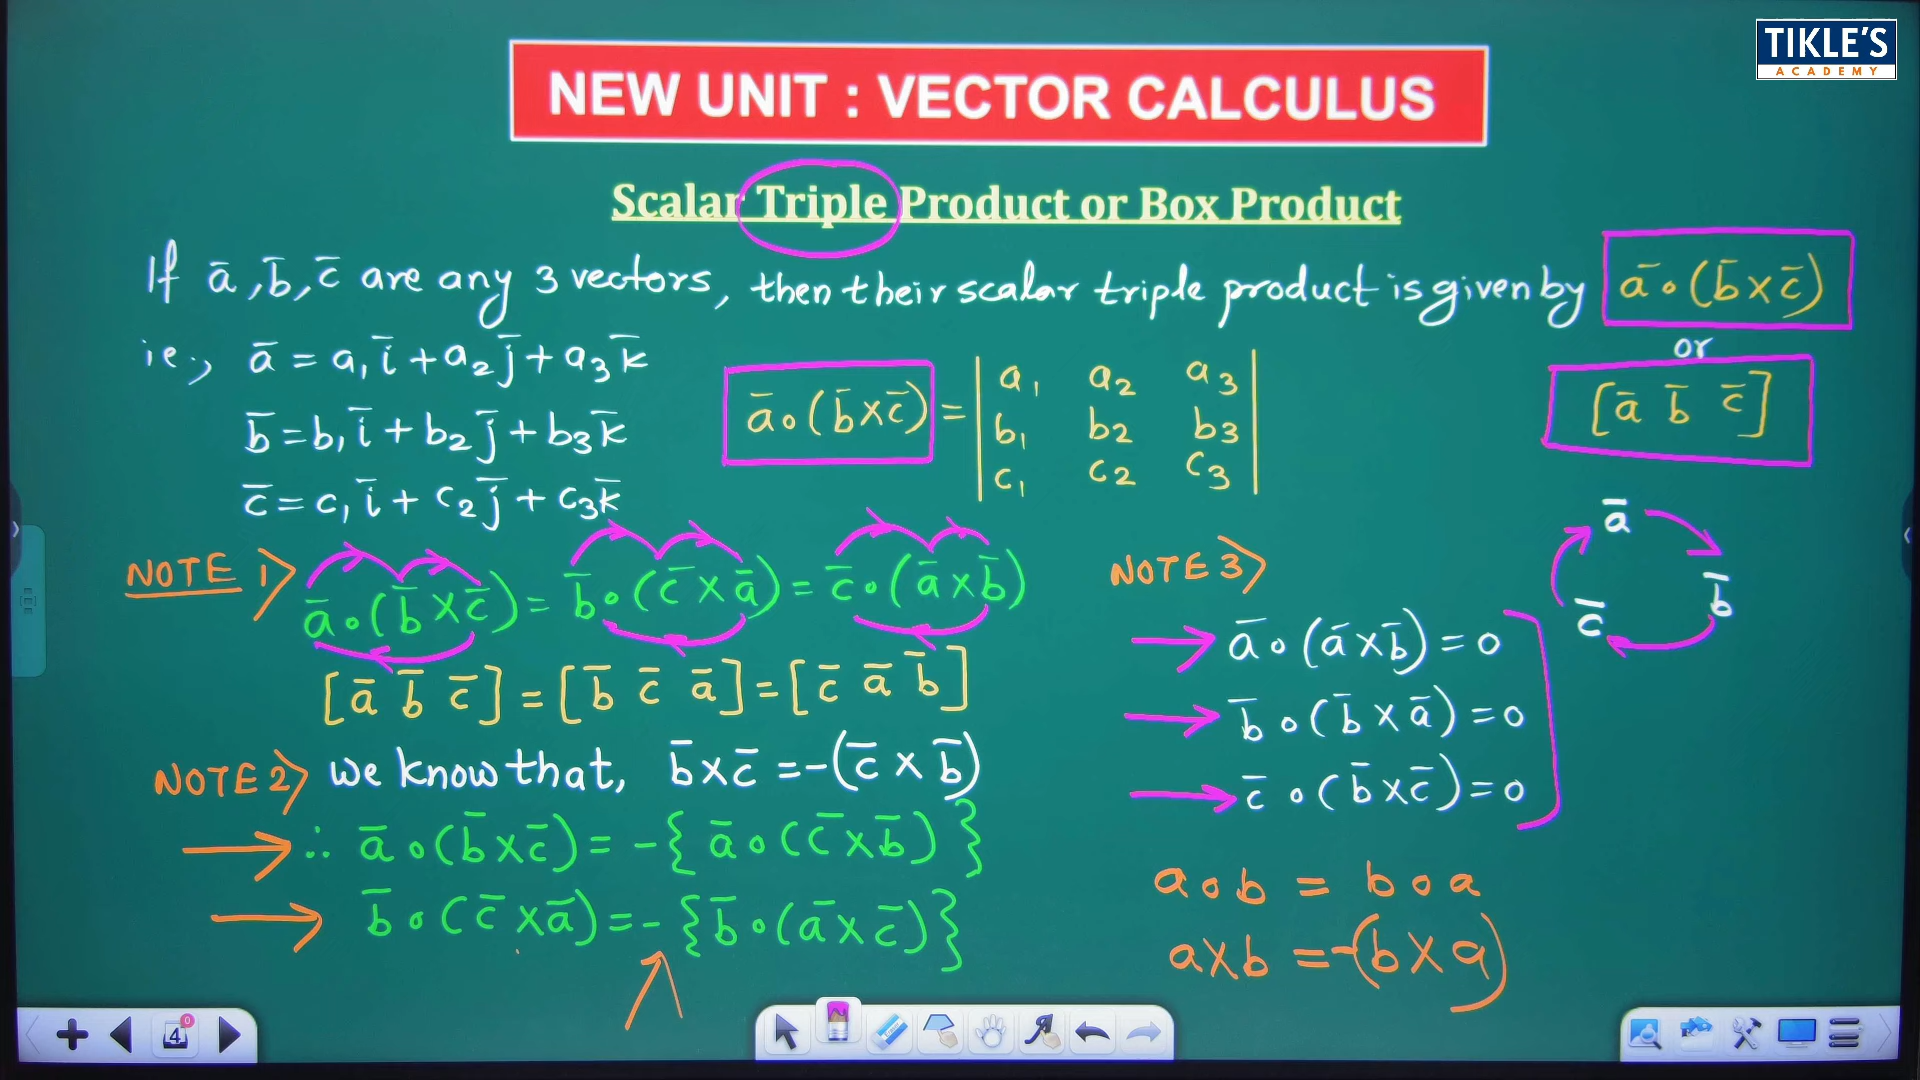 TIKLE'S
ACADEMY
NEW UNIT : VECTOR CALCULUS
Scalar Triple Product or Box Product
If ā, b̄, c̄ are any 3 vectors, then their scalar triple product is given by ā∘(b̄×c̄)
or
[ā b̄ c̄]
ie., ā = a₁ī + a₂j̄ + a₃k̄
b̄ = b₁ī + b₂j̄ + b₃k̄
c̄ = c₁ī + c₂j̄ + c₃k̄
ā∘(b̄×c̄) = | a₁ a₂ a₃ |
| b₁ b₂ b₃ |
| c₁ c₂ c₃ |
ā
b̄
c̄
NOTE 1> ā∘(b̄×c̄) = b̄∘(c̄×ā) = c̄∘(ā×b̄)
[ā b̄ c̄] = [b̄ c̄ ā] = [c̄ ā b̄]
NOTE 2> we know that, b̄×c̄ = -(c̄×b̄)
→ ∴ ā∘(b̄×c̄) = -{ā∘(c̄×b̄)}
→ b̄∘(c̄×ā) = -{b̄∘(ā×c̄)}
NOTE 3>
→ ā∘(ā×b̄) = 0
→ b̄∘(b̄×ā) = 0
→ c̄∘(b̄×c̄) = 0
a∘b = b∘a
a×b = -(b×a)
4
0